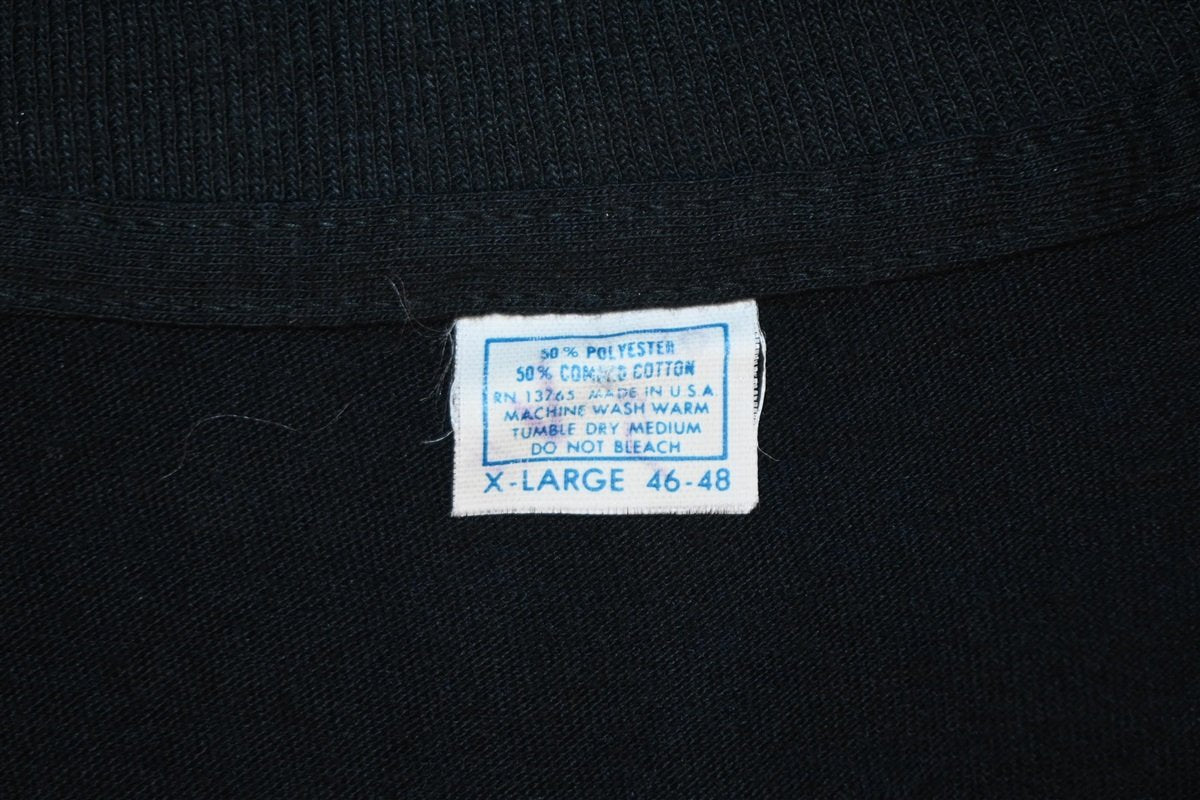 50% POLYESTER
50% COMBED COTTON
RN 13765 MADE IN U.S.A
MACHINE WASH WARM
TUMBLE DRY MEDIUM
DO NOT BLEACH
X-LARGE 46-48